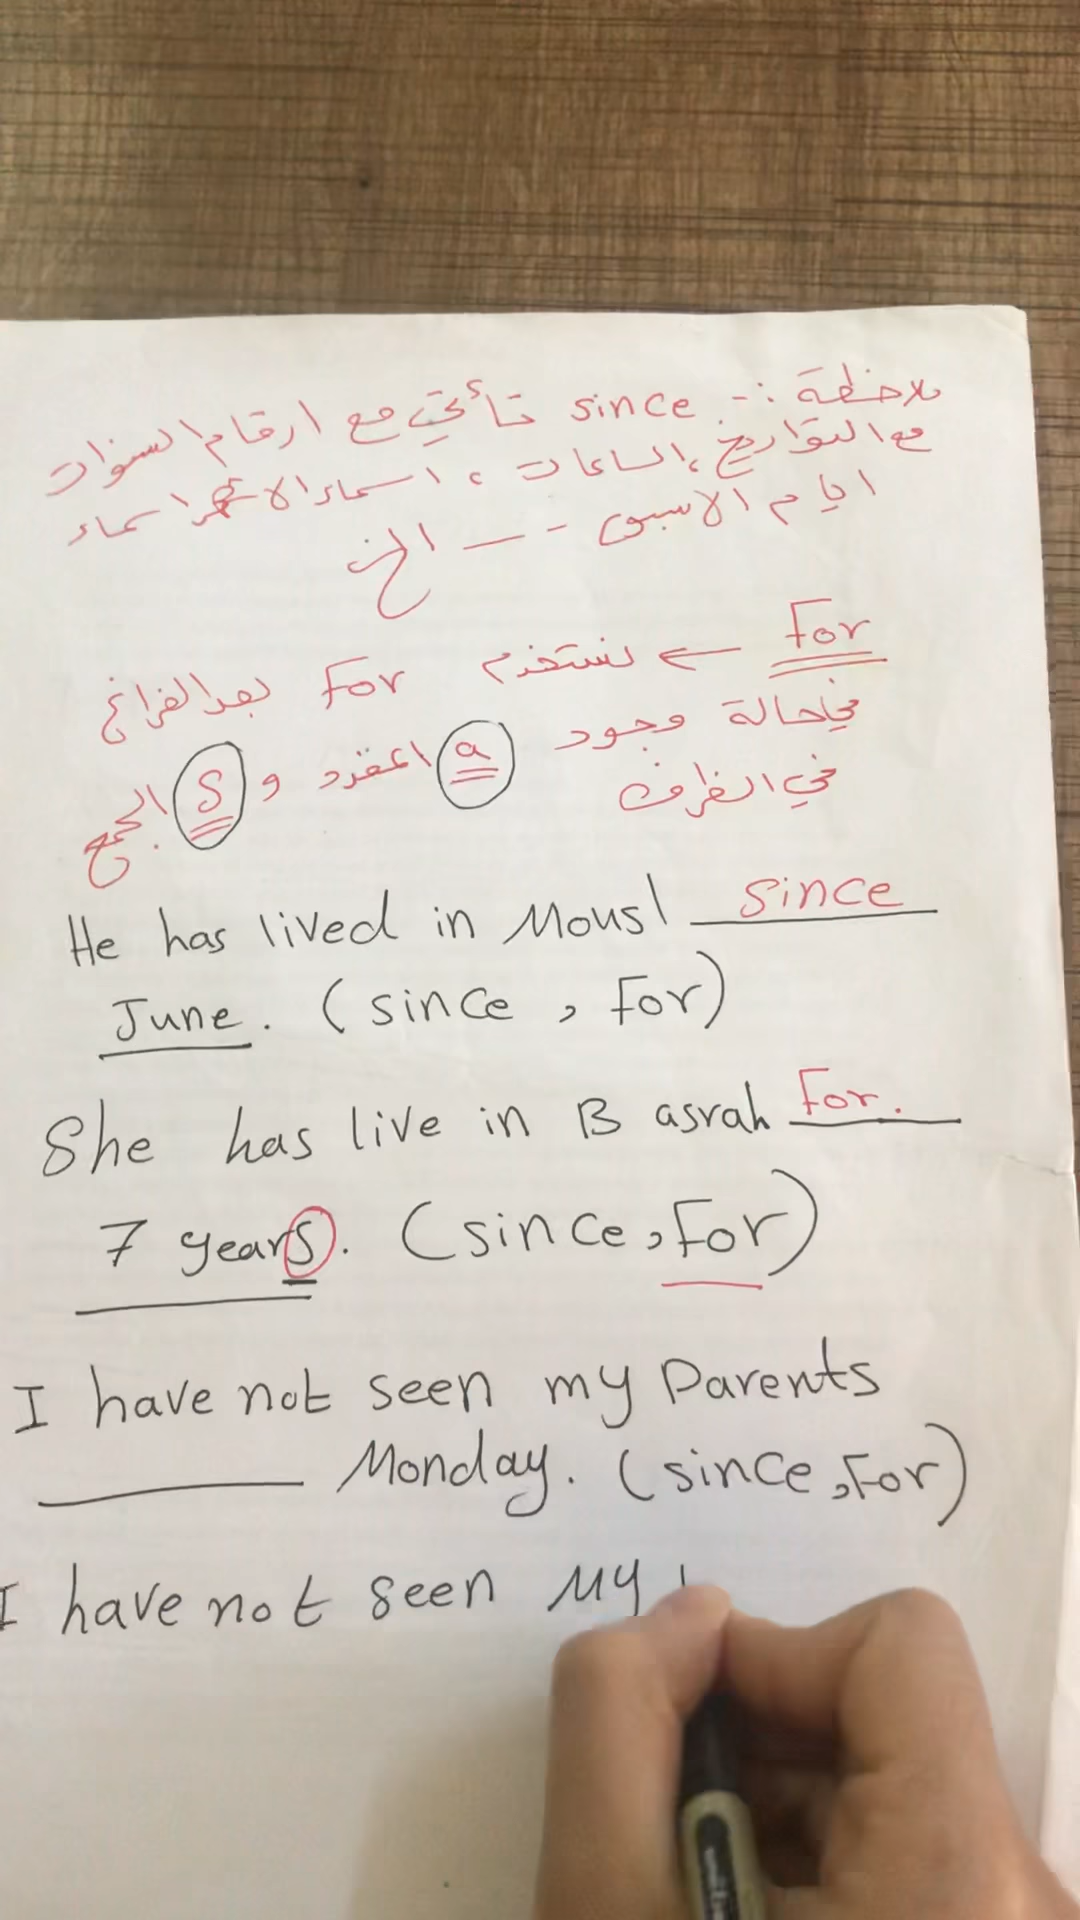 ملاحظة :- since تأتي مع ارقام السنوات
مع التواريخ ، الساعات ، اسماء الاشهر اسماء
ايام الاسبوع - -- الخ
For ← نستخدم For بعد الفراغ
في حالة وجود a المفرد و S الجمع.
في الظرف
He has lived in Mousl since
June. (since , For)
She has live in Basrah For.
7 years. (since, For)
I have not seen my Parents
Monday. (since, For)
I have not seen My